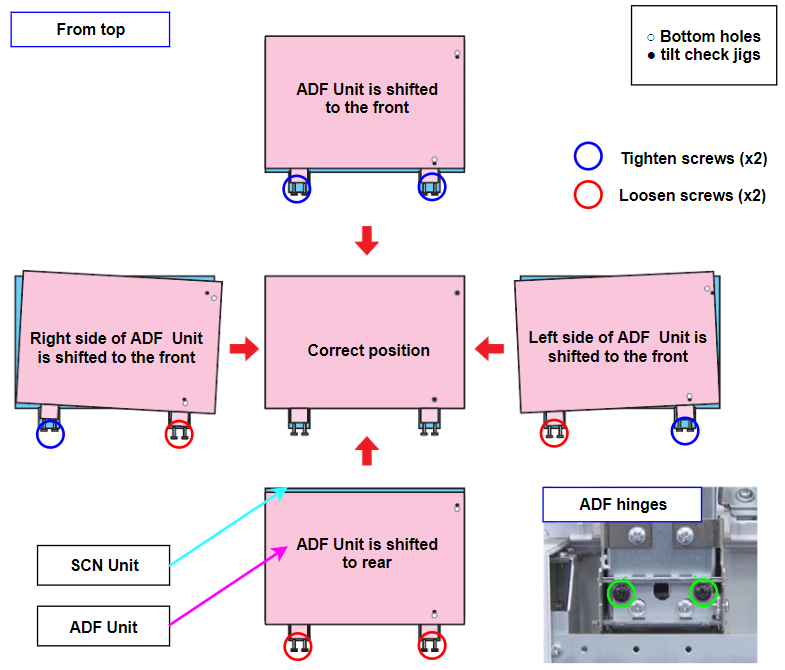 From top
○ Bottom holes
● tilt check jigs
ADF Unit is shifted
to the front
Tighten screws (x2)
Loosen screws (x2)
Right side of ADF Unit
is shifted to the front
Correct position
Left side of ADF Unit is
shifted to the front
ADF hinges
ADF Unit is shifted
to rear
SCN Unit
ADF Unit